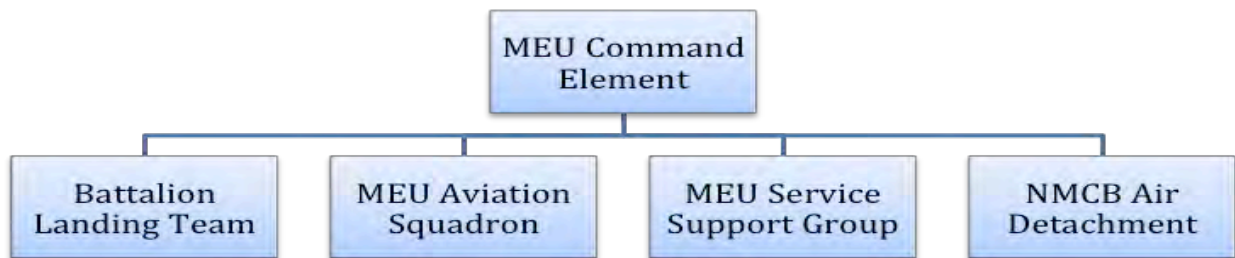 MEU Command
Element
Battalion
Landing Team
MEU Aviation
Squadron
MEU Service
Support Group
NMCB Air
Detachment